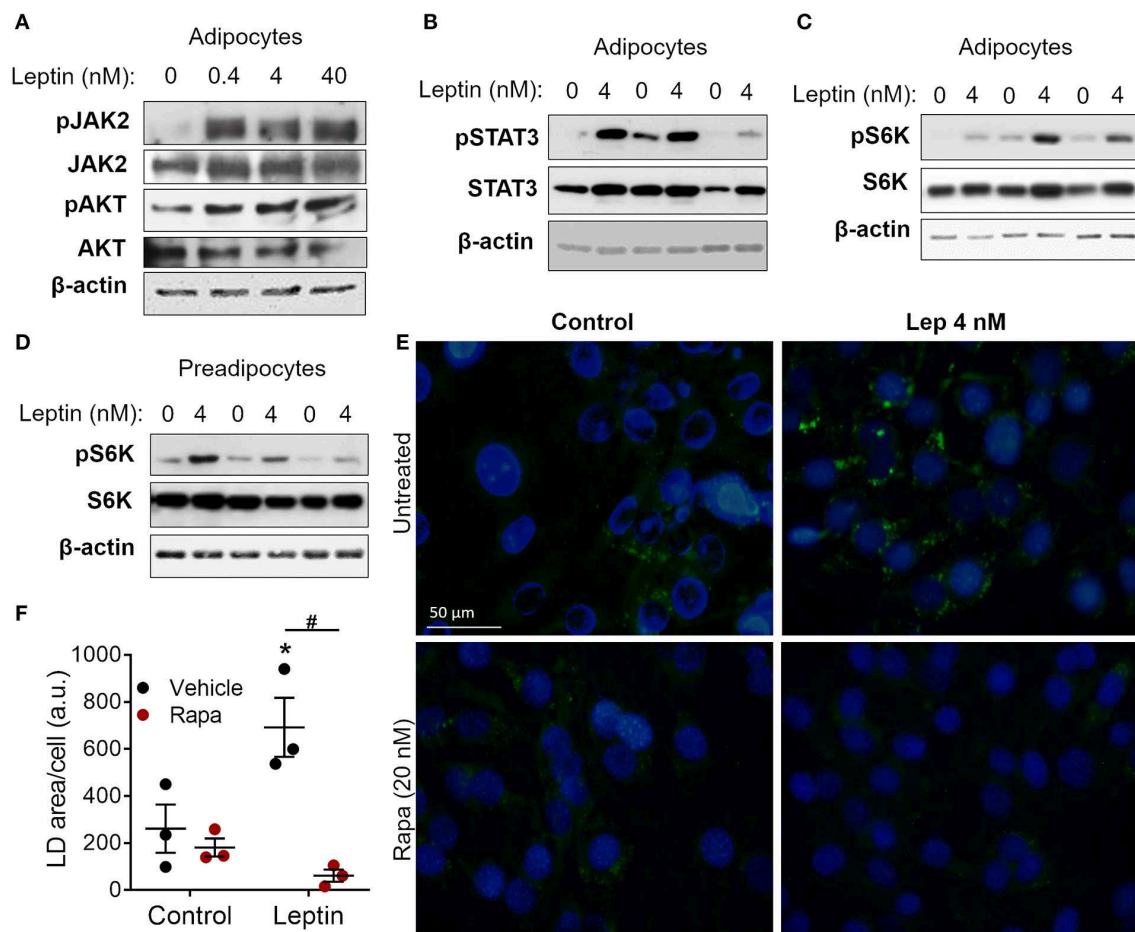 A
Adipocytes
Leptin (nM): 0 0.4 4 40
pJAK2
JAK2
pAKT
AKT
β-actin
B
Adipocytes
Leptin (nM): 0 4 0 4 0 4
pSTAT3
STAT3
β-actin
C
Adipocytes
Leptin (nM): 0 4 0 4 0 4
pS6K
S6K
β-actin
D
Preadipocytes
Leptin (nM): 0 4 0 4 0 4
pS6K
S6K
β-actin
E
Control Lep 4 nM
Untreated
50 µm
Rapa (20 nM)
F
#
*
LD area/cell (a.u.)
1000
800
600
400
200
0
Vehicle
Rapa
Control Leptin